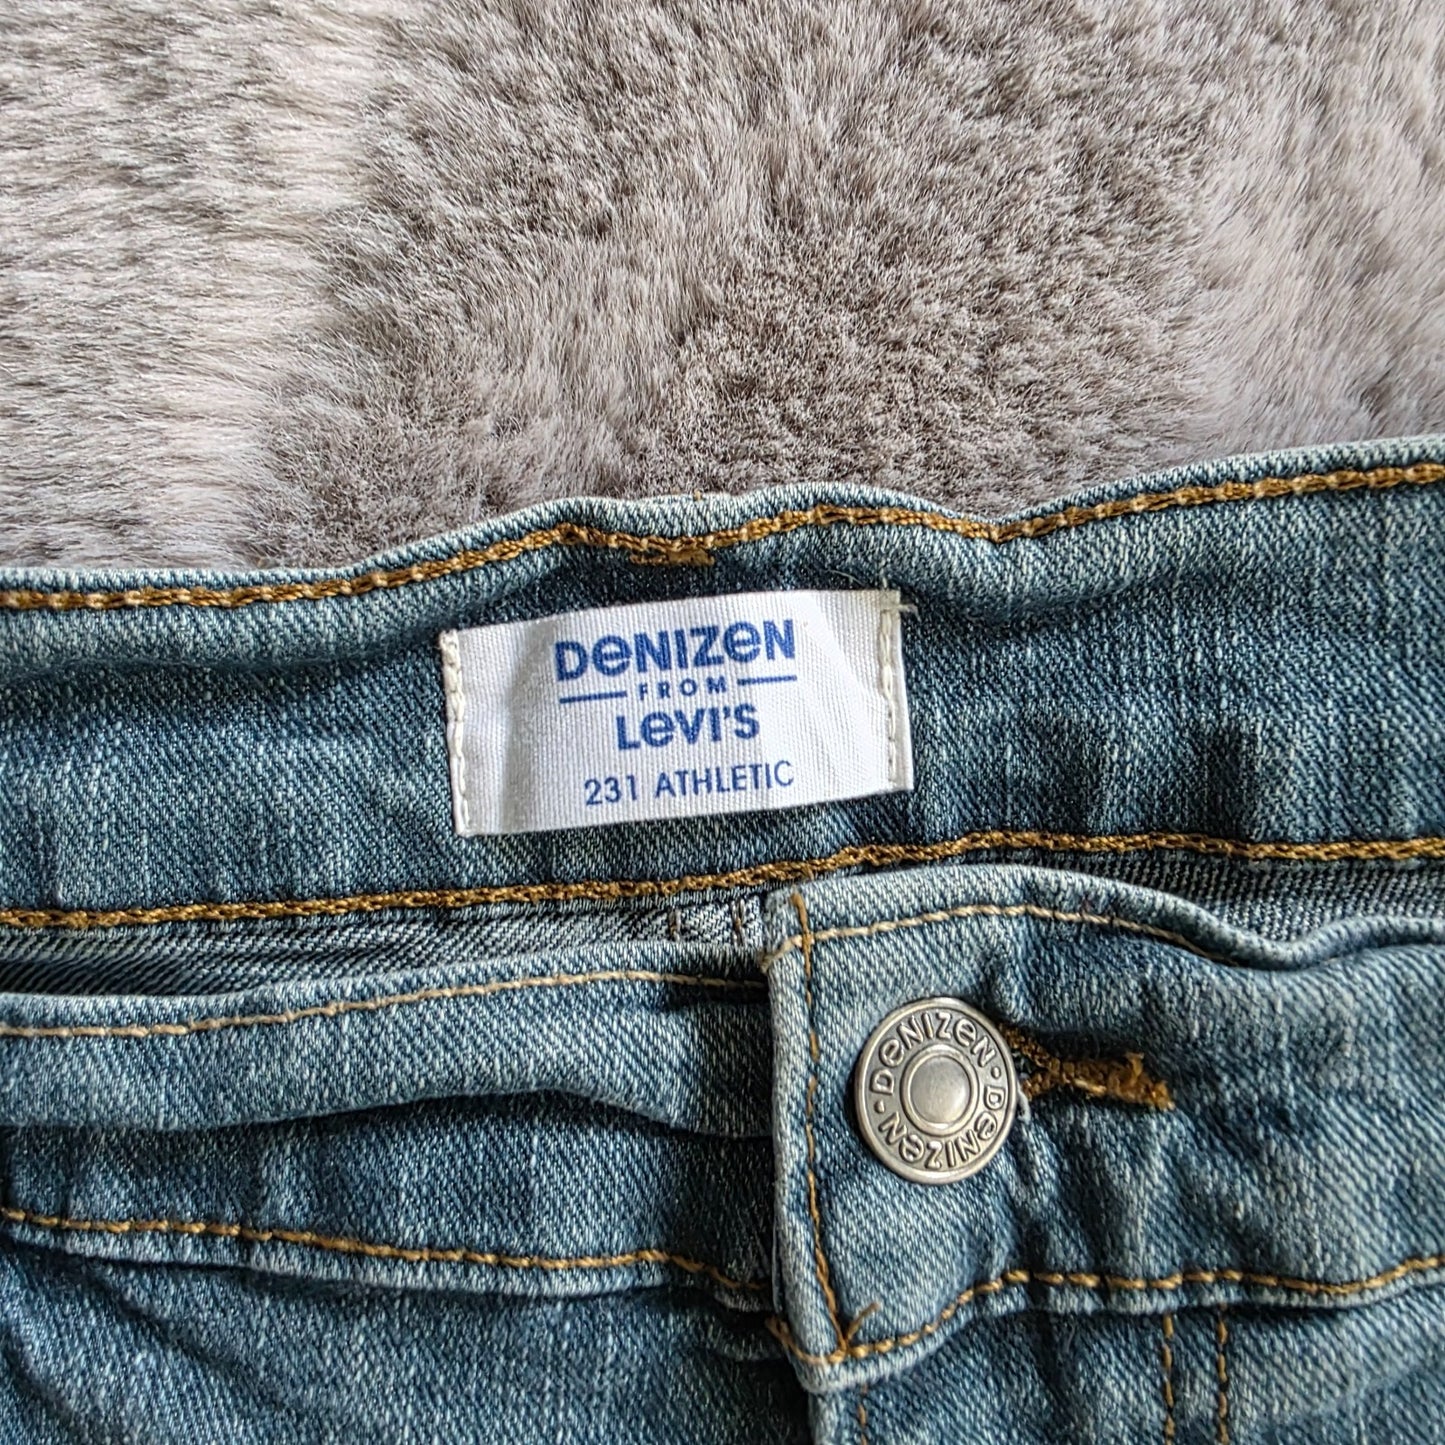 DeNIZeN
FROM
LeVI'S
231 ATHLETIC
DeNIZeN · DeNIZeN ·